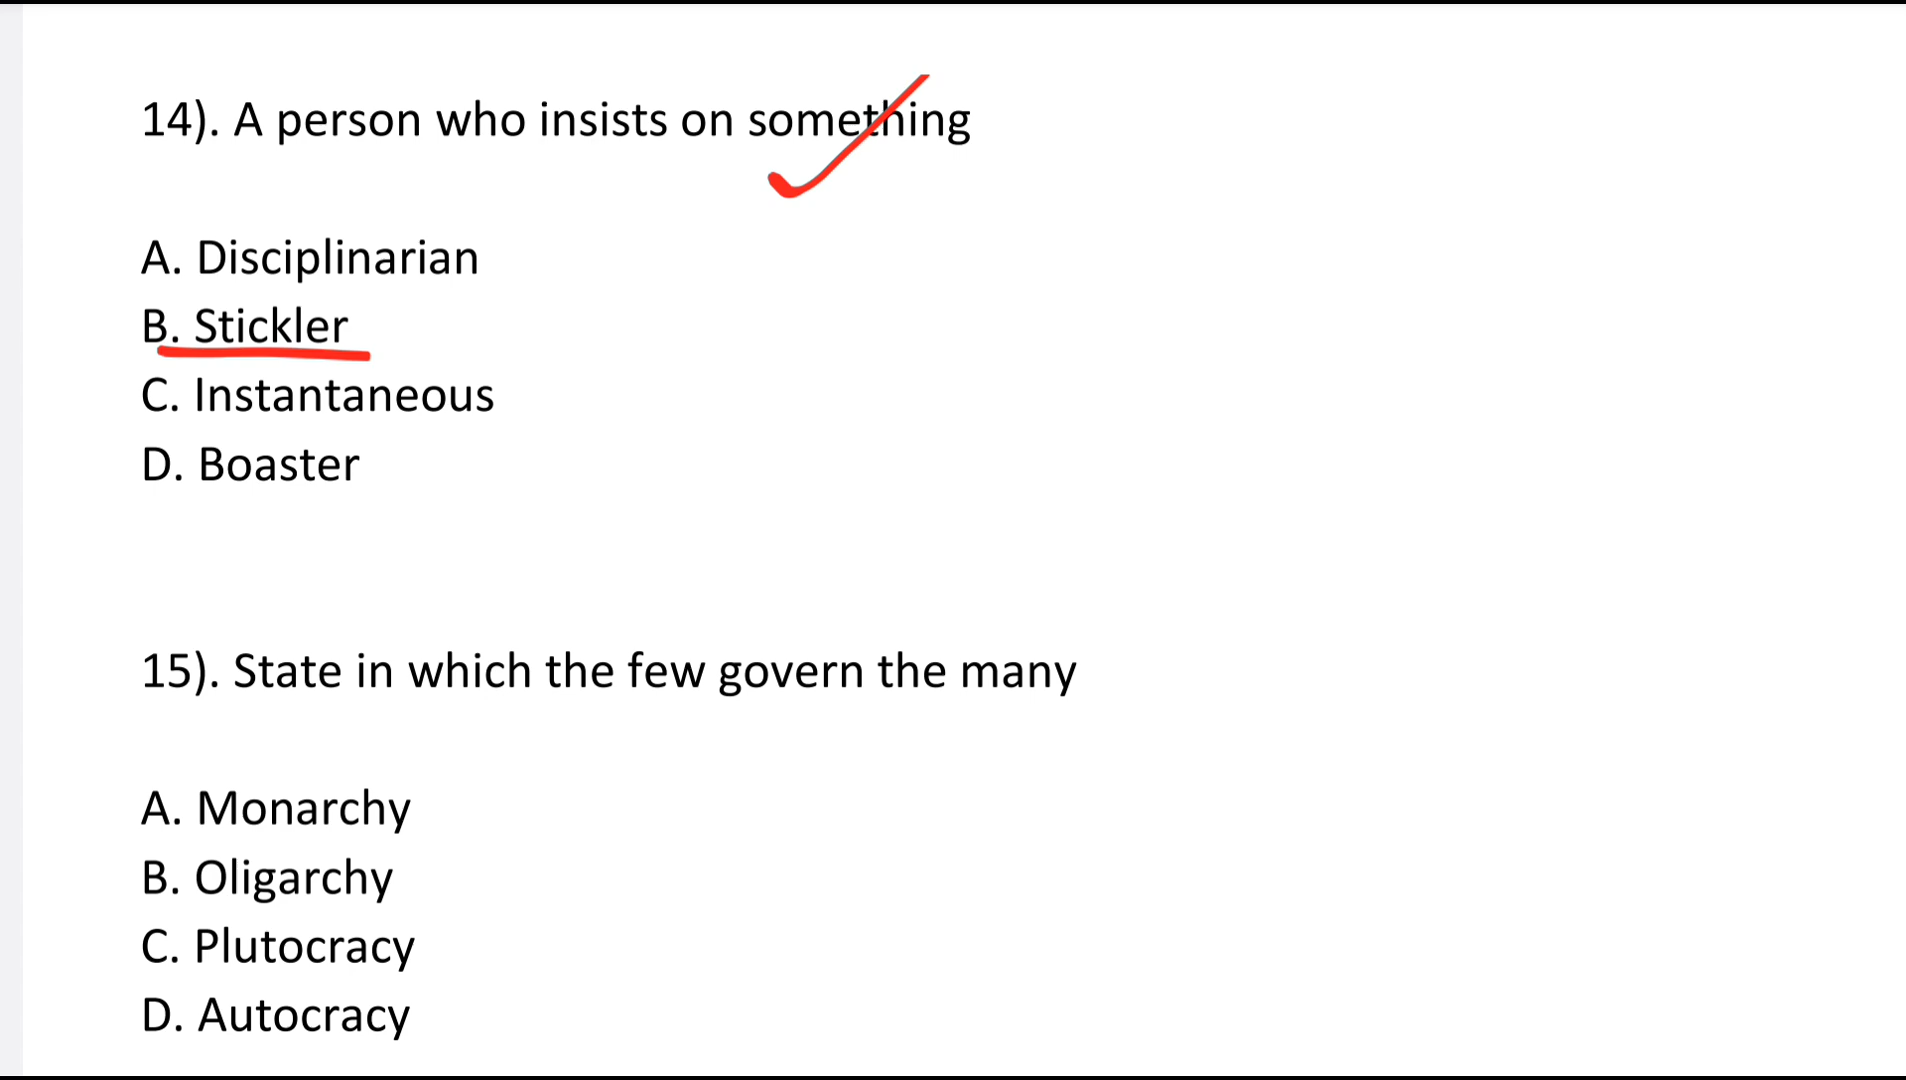 14). A person who insists on something
A. Disciplinarian
B. Stickler
C. Instantaneous
D. Boaster
15). State in which the few govern the many
A. Monarchy
B. Oligarchy
C. Plutocracy
D. Autocracy